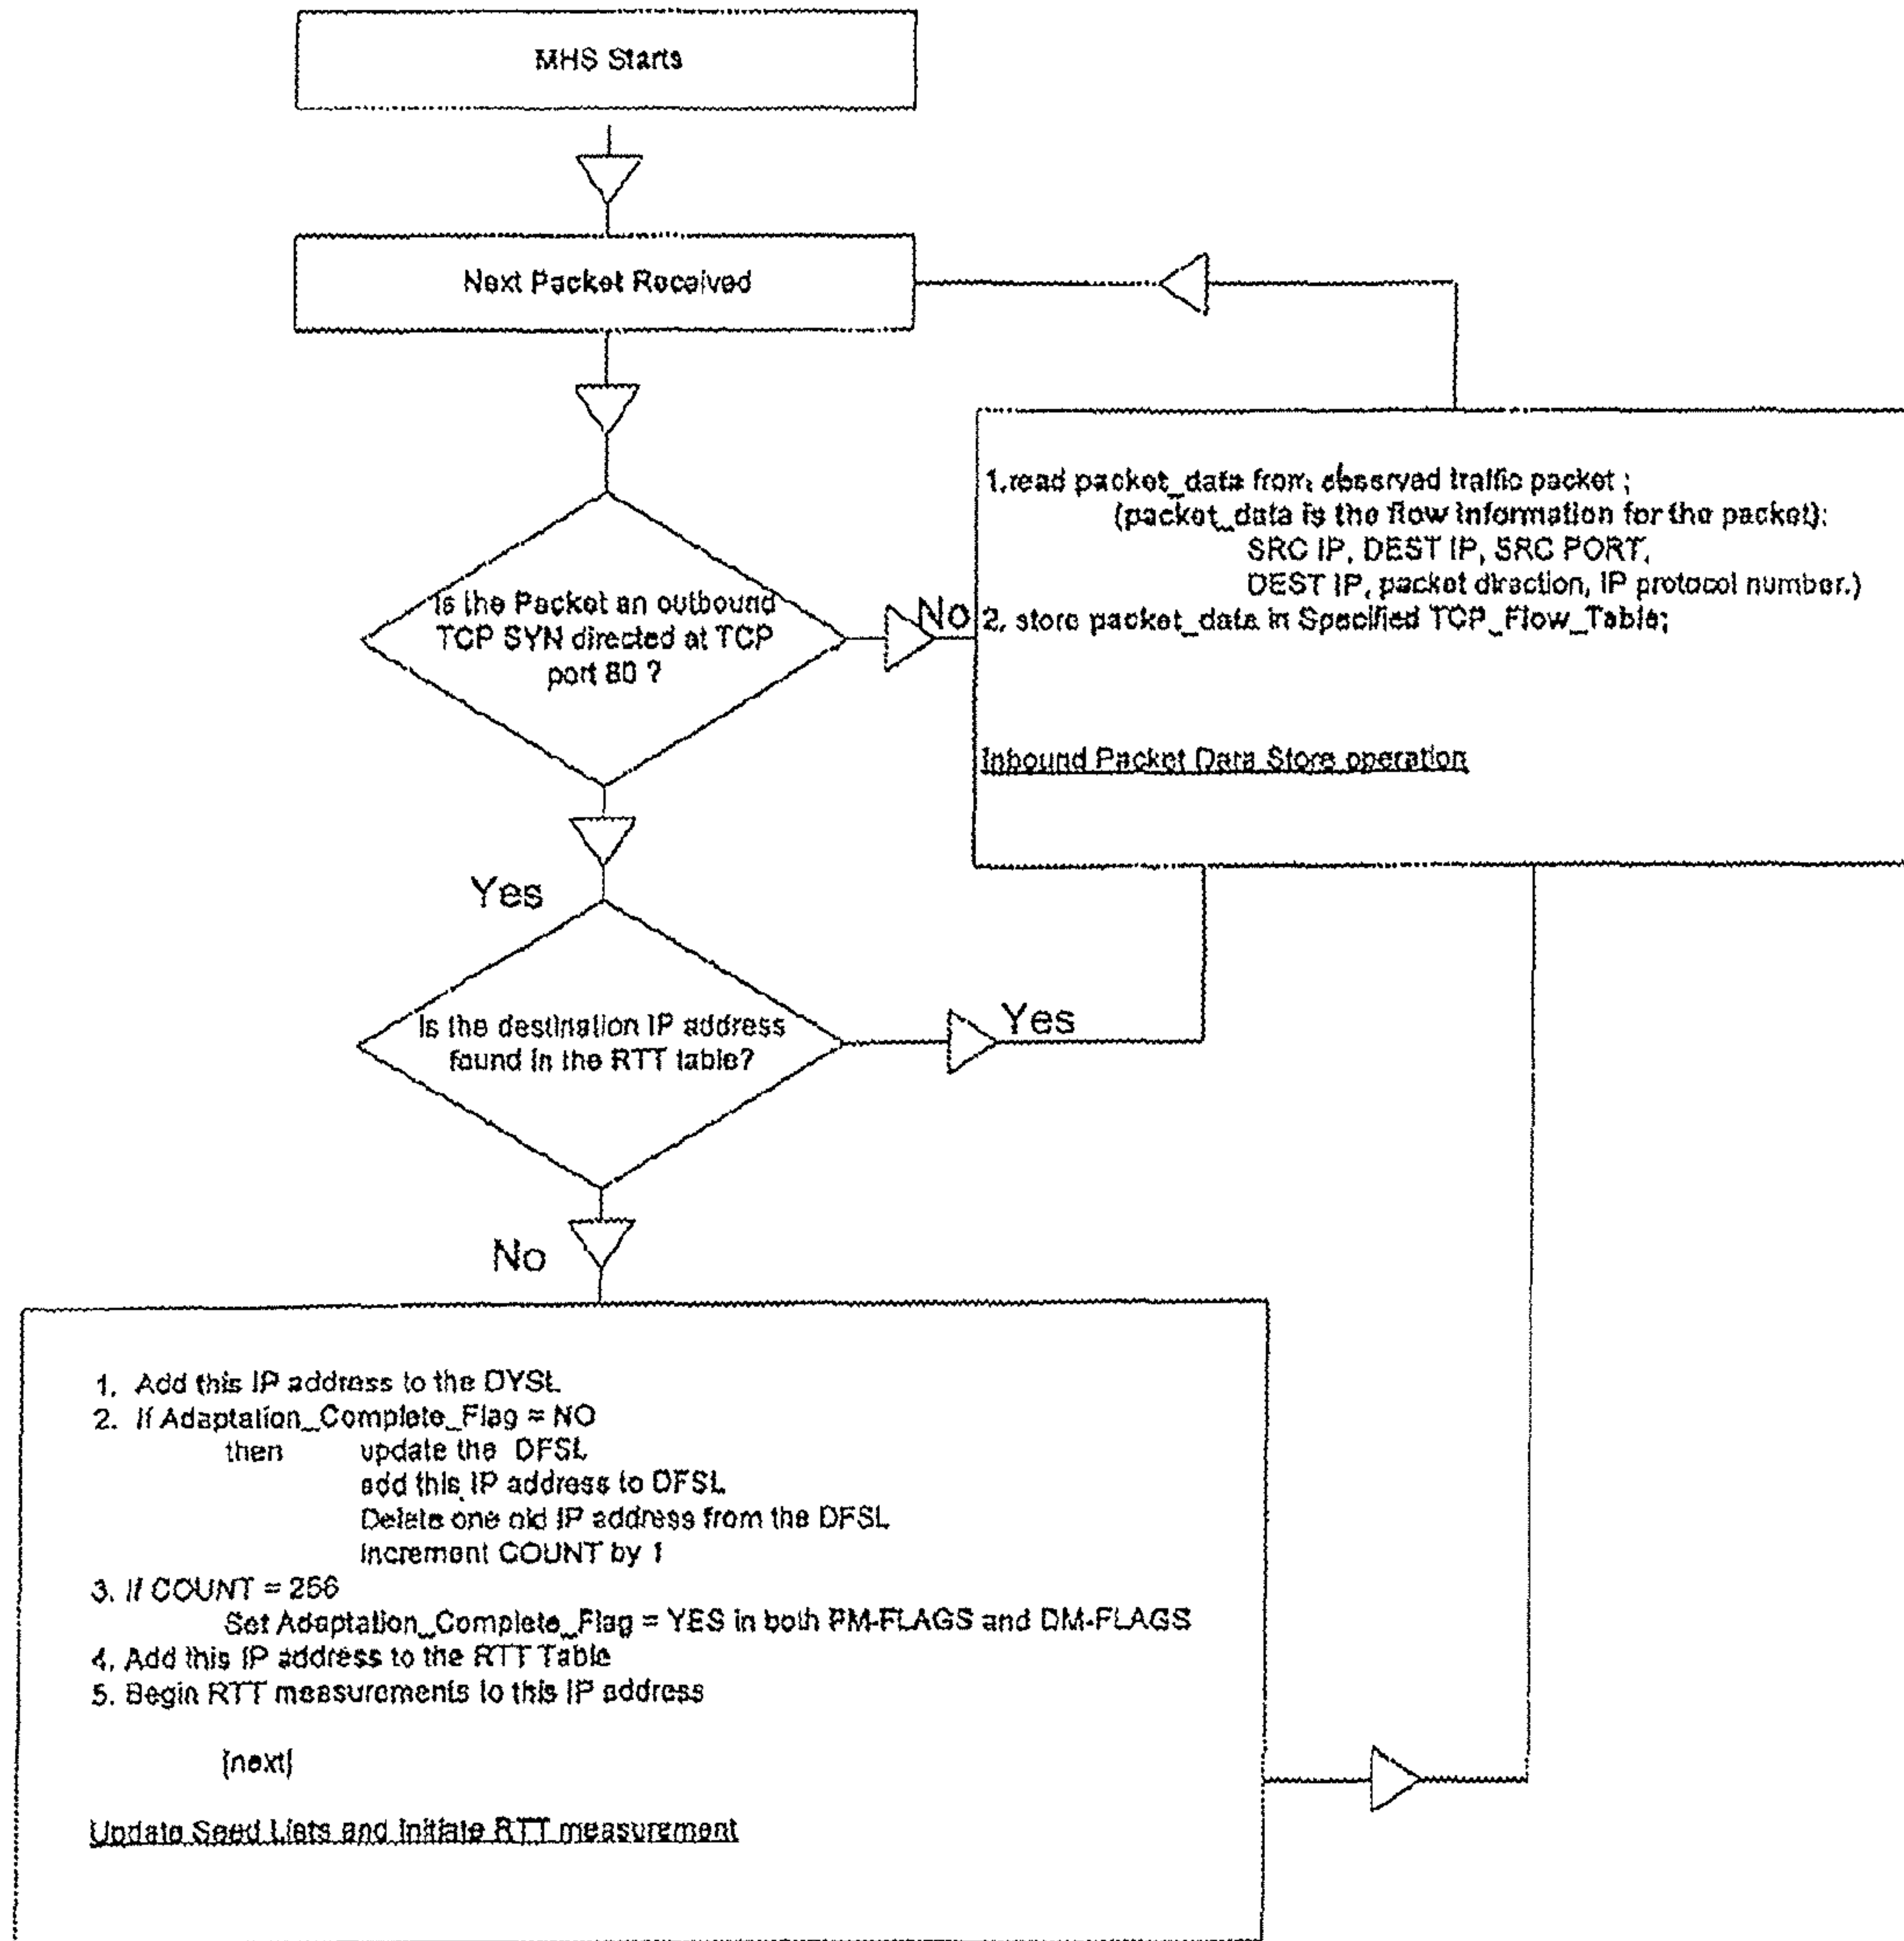 MHS Starts
Next Packet Received
Is the Packet an outbound
TCP SYN directed at TCP
port 80 ?
No
1.read packet_data from observed traffic packet ;
(packet_data is the flow information for the packet):
SRC IP, DEST IP, SRC PORT,
DEST IP, packet direction, IP protocol number.)
2. store packet_data in Specified TCP_Flow_Table;
Inbound Packet Data Store operation
Yes
Is the destination IP address
found in the RTT table?
Yes
No
1. Add this IP address to the DYSL
2. If Adaptation_Complete_Flag = NO
then update the DFSL
add this IP address to DFSL
Delete one old IP address from the DFSL
Increment COUNT by 1
3. If COUNT = 256
Set Adaptation_Complete_Flag = YES in both PM-FLAGS and DM-FLAGS
4. Add this IP address to the RTT Table
5. Begin RTT measurements to this IP address
{next}
Update Seed Lists and Initiate RTT measurement